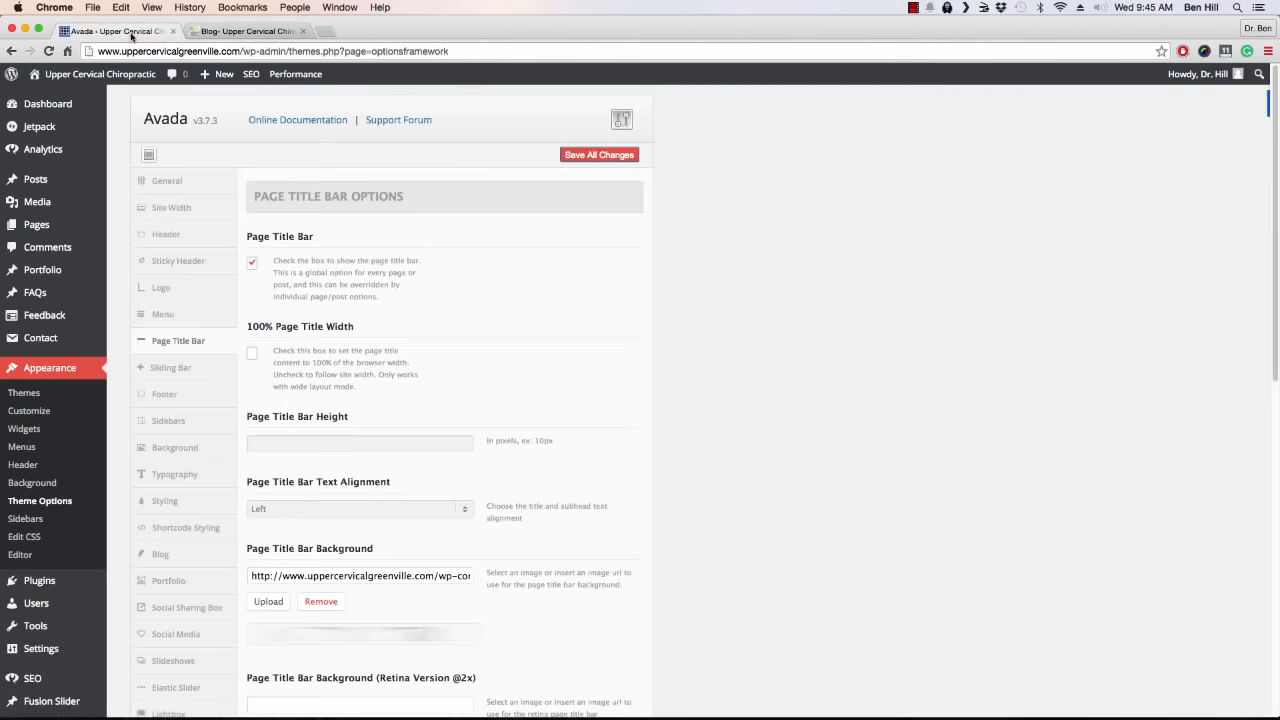 Chrome File Edit View History Bookmarks People Window Help
Wed 9:45 AM Ben Hill
Avada - Upper Cervical Chi
Blog- Upper Cervical Chiro
Dr. Ben
www.uppercervicalgreenville.com/wp-admin/themes.php?page=optionsframework
Upper Cervical Chiropractic 0 New SEO Performance
Howdy, Dr. Hill
Dashboard
Jetpack
Analytics
Posts
Media
Pages
Comments
Portfolio
FAQs
Feedback
Contact
Appearance
Themes
Customize
Widgets
Menus
Header
Background
Theme Options
Sidebars
Edit CSS
Editor
Plugins
Users
Tools
Settings
SEO
Fusion Slider
Avada v3.7.3
Online Documentation | Support Forum
Save All Changes
General
Site Width
Header
Sticky Header
Logo
Menu
Page Title Bar
Sliding Bar
Footer
Sidebars
Background
Typography
Styling
Shortcode Styling
Blog
Portfolio
Social Sharing Box
Social Media
Slideshows
Elastic Slider
Lightbox
PAGE TITLE BAR OPTIONS
Page Title Bar
Check the box to show the page title bar.
This is a global option for every page or
post, and this can be overridden by
individual page/post options.
100% Page Title Width
Check this box to set the page title
content to 100% of the browser width.
Uncheck to follow site width. Only works
with wide layout mode.
Page Title Bar Height
In pixels, ex: 10px
Page Title Bar Text Alignment
Left
Choose the title and subhead text
alignment
Page Title Bar Background
http://www.uppercervicalgreenville.com/wp-con
Select an image or insert an image url to
use for the page title bar background.
Upload Remove
Page Title Bar Background (Retina Version @2x)
Select an image or insert an image url to
use for the retina page title bar